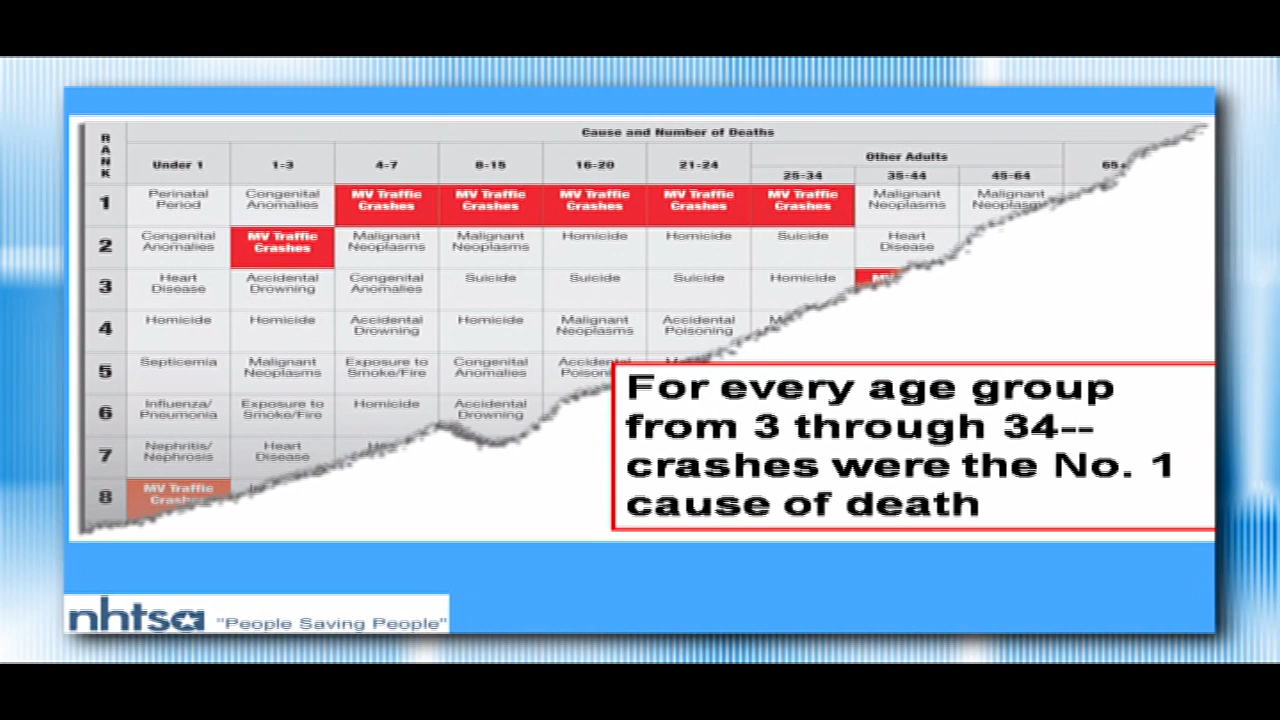 RANK
Cause and Number of Deaths
Under 1 1-3 4-7 8-15 16-20 21-24 Other Adults 65+
25-34 35-44 45-64
1 Perinatal Period Congenital Anomalies MV Traffic Crashes MV Traffic Crashes MV Traffic Crashes MV Traffic Crashes MV Traffic Crashes Malignant Neoplasms Malignant Neoplasms
2 Congenital Anomalies MV Traffic Crashes Malignant Neoplasms Malignant Neoplasms Homicide Homicide Suicide Heart Disease
3 Heart Disease Accidental Drowning Congenital Anomalies Suicide Suicide Suicide Homicide MV
4 Homicide Homicide Accidental Drowning Homicide Malignant Neoplasms Accidental Poisoning
5 Septicemia Malignant Neoplasms Exposure to Smoke/Fire Congenital Anomalies Accidental
6 Influenza/ Pneumonia Exposure to Smoke/Fire Homicide Accidental Drowning
7 Nephritis/ Nephrosis Heart Disease
8 MV Traffic Crashes
For every age group
from 3 through 34--
crashes were the No. 1
cause of death
nhtsa "People Saving People"